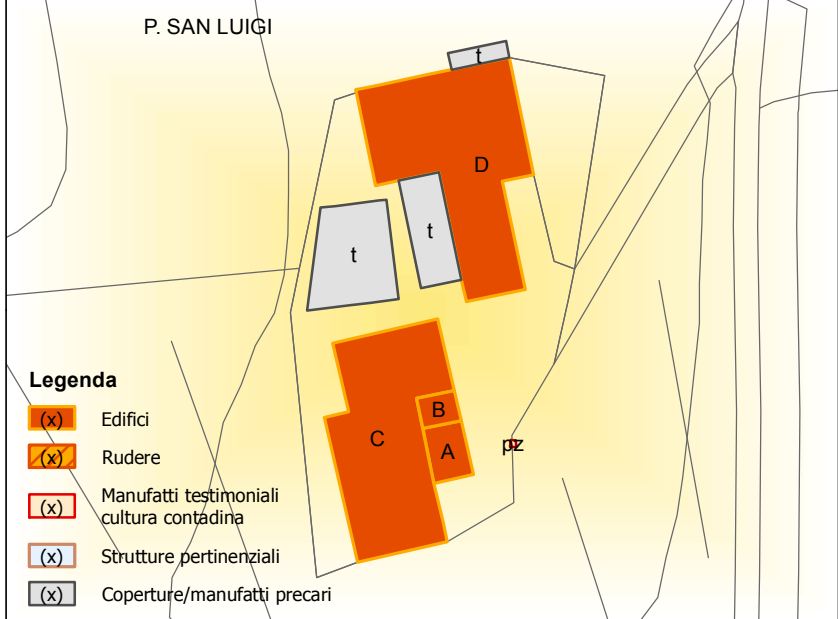 P. SAN LUIGI
t
D
t
t
Legenda
(x) Edifici
(x) Rudere
(x) Manufatti testimoniali
cultura contadina
(x) Strutture pertinenziali
(x) Coperture/manufatti precari
B
C
A
pz